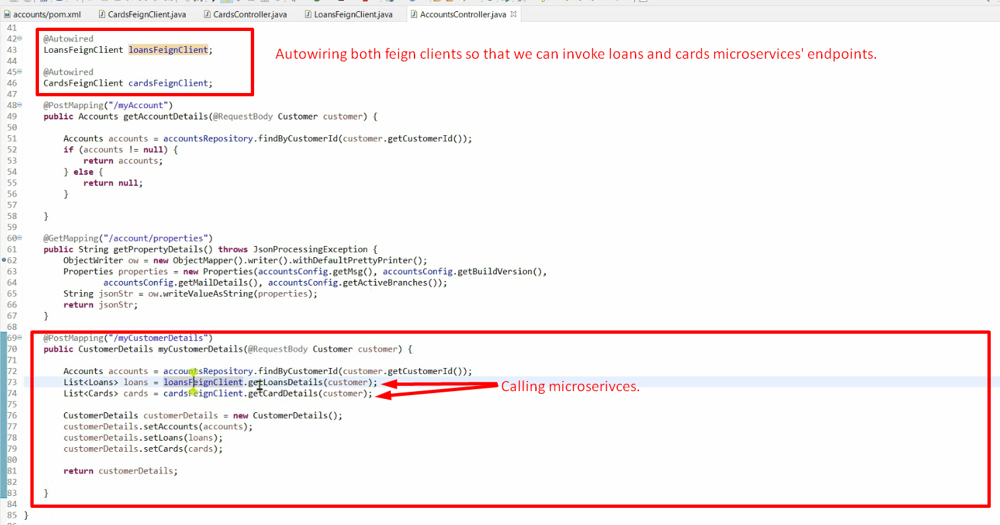 accounts/pom.xml CardsFeignClient.java CardsController.java LoansFeignClient.java AccountsController.java
41
42 @Autowired
43 LoansFeignClient loansFeignClient;
Autowiring both feign clients so that we can invoke loans and cards microservices' endpoints.
44
45 @Autowired
46 CardsFeignClient cardsFeignClient;
47
48 @PostMapping("/myAccount")
49 public Accounts getAccountDetails(@RequestBody Customer customer) {
50
51 Accounts accounts = accountsRepository.findByCustomerId(customer.getCustomerId());
52 if (accounts != null) {
53 return accounts;
54 } else {
55 return null;
56 }
57
58 }
59
60 @GetMapping("/account/properties")
61 public String getPropertyDetails() throws JsonProcessingException {
62 ObjectWriter ow = new ObjectMapper().writer().withDefaultPrettyPrinter();
63 Properties properties = new Properties(accountsConfig.getMsg(), accountsConfig.getBuildVersion(),
64 accountsConfig.getMailDetails(), accountsConfig.getActiveBranches());
65 String jsonStr = ow.writeValueAsString(properties);
66 return jsonStr;
67 }
68
69 @PostMapping("/myCustomerDetails")
70 public CustomerDetails myCustomerDetails(@RequestBody Customer customer) {
71
72 Accounts accounts = accountsRepository.findByCustomerId(customer.getCustomerId());
73 List<Loans> loans = loansFeignClient.getLoansDetails(customer);
Calling microserivces.
74 List<Cards> cards = cardsFeignClient.getCardDetails(customer);
75
76 CustomerDetails customerDetails = new CustomerDetails();
77 customerDetails.setAccounts(accounts);
78 customerDetails.setLoans(loans);
79 customerDetails.setCards(cards);
80
81 return customerDetails;
82
83 }
84
85 }